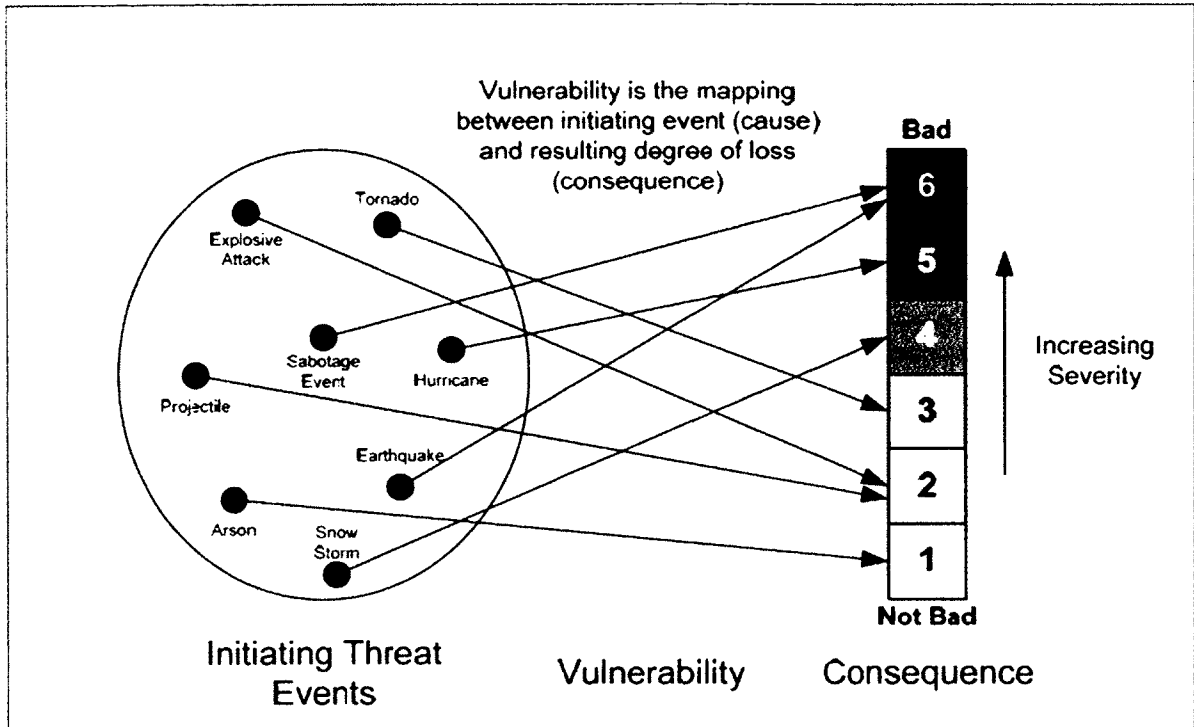 Vulnerability is the mapping
between initiating event (cause)
and resulting degree of loss
(consequence)
Bad
6
5
4
3
2
1
Not Bad
Increasing
Severity
Tornado
Explosive
Attack
Sabotage
Event
Hurricane
Projectile
Earthquake
Arson
Snow
Storm
Initiating Threat
Events
Vulnerability
Consequence